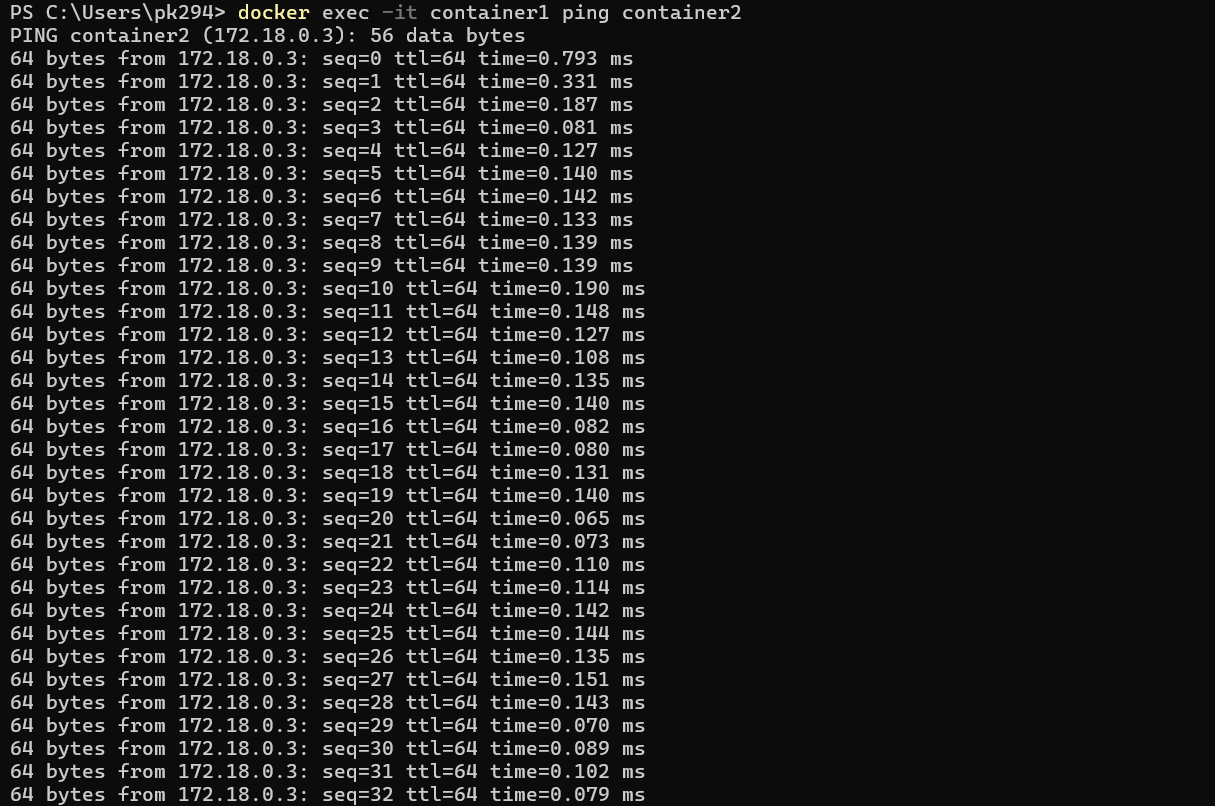 PS C:\Users\pk294> docker exec -it container1 ping container2
PING container2 (172.18.0.3): 56 data bytes
64 bytes from 172.18.0.3: seq=0 ttl=64 time=0.793 ms
64 bytes from 172.18.0.3: seq=1 ttl=64 time=0.331 ms
64 bytes from 172.18.0.3: seq=2 ttl=64 time=0.187 ms
64 bytes from 172.18.0.3: seq=3 ttl=64 time=0.081 ms
64 bytes from 172.18.0.3: seq=4 ttl=64 time=0.127 ms
64 bytes from 172.18.0.3: seq=5 ttl=64 time=0.140 ms
64 bytes from 172.18.0.3: seq=6 ttl=64 time=0.142 ms
64 bytes from 172.18.0.3: seq=7 ttl=64 time=0.133 ms
64 bytes from 172.18.0.3: seq=8 ttl=64 time=0.139 ms
64 bytes from 172.18.0.3: seq=9 ttl=64 time=0.139 ms
64 bytes from 172.18.0.3: seq=10 ttl=64 time=0.190 ms
64 bytes from 172.18.0.3: seq=11 ttl=64 time=0.148 ms
64 bytes from 172.18.0.3: seq=12 ttl=64 time=0.127 ms
64 bytes from 172.18.0.3: seq=13 ttl=64 time=0.108 ms
64 bytes from 172.18.0.3: seq=14 ttl=64 time=0.135 ms
64 bytes from 172.18.0.3: seq=15 ttl=64 time=0.140 ms
64 bytes from 172.18.0.3: seq=16 ttl=64 time=0.082 ms
64 bytes from 172.18.0.3: seq=17 ttl=64 time=0.080 ms
64 bytes from 172.18.0.3: seq=18 ttl=64 time=0.131 ms
64 bytes from 172.18.0.3: seq=19 ttl=64 time=0.140 ms
64 bytes from 172.18.0.3: seq=20 ttl=64 time=0.065 ms
64 bytes from 172.18.0.3: seq=21 ttl=64 time=0.073 ms
64 bytes from 172.18.0.3: seq=22 ttl=64 time=0.110 ms
64 bytes from 172.18.0.3: seq=23 ttl=64 time=0.114 ms
64 bytes from 172.18.0.3: seq=24 ttl=64 time=0.142 ms
64 bytes from 172.18.0.3: seq=25 ttl=64 time=0.144 ms
64 bytes from 172.18.0.3: seq=26 ttl=64 time=0.135 ms
64 bytes from 172.18.0.3: seq=27 ttl=64 time=0.151 ms
64 bytes from 172.18.0.3: seq=28 ttl=64 time=0.143 ms
64 bytes from 172.18.0.3: seq=29 ttl=64 time=0.070 ms
64 bytes from 172.18.0.3: seq=30 ttl=64 time=0.089 ms
64 bytes from 172.18.0.3: seq=31 ttl=64 time=0.102 ms
64 bytes from 172.18.0.3: seq=32 ttl=64 time=0.079 ms